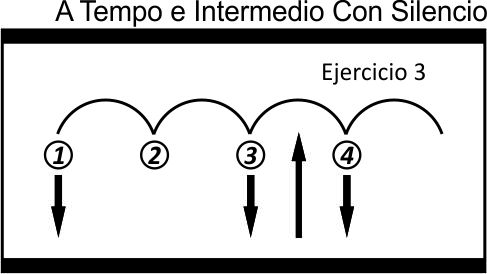 A Tempo e Intermedio Con Silencio
Ejercicio 3
1 2 3 4